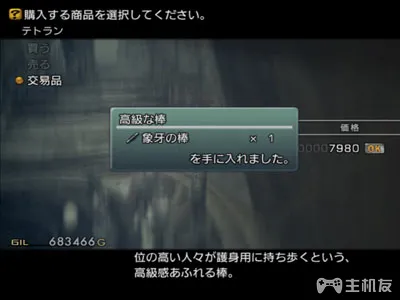 購入する商品を選択してください。
テトラン
買う
売る
交易品
高級な棒
象牙の棒 × 1
を手に入れました。
価格
00007980 OK
GIL 683466G
位の高い人々が護身用に持ち歩くという、
高級感あふれる棒。
主机友